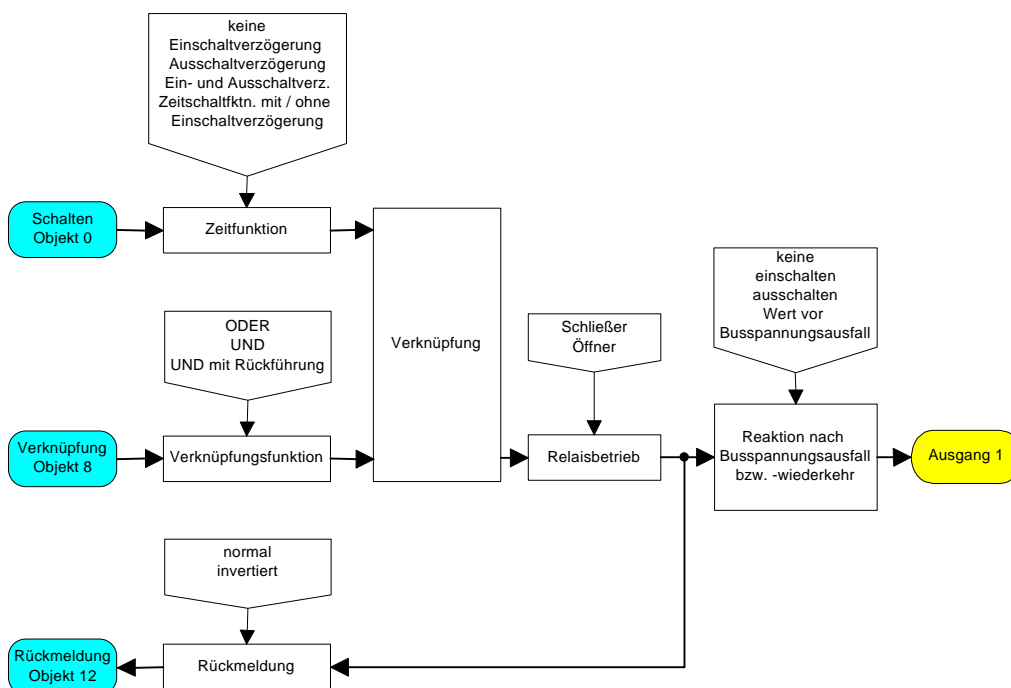 keine
Einschaltverzögerung
Ausschaltverzögerung
Ein- und Ausschaltverz.
Zeitschaltfktn. mit / ohne
Einschaltverzögerung
Schalten
Objekt 0
Zeitfunktion
ODER
UND
UND mit Rückführung
Verknüpfung
Objekt 8
Verknüpfungsfunktion
Verknüpfung
Schließer
Öffner
Relaisbetrieb
keine
einschalten
ausschalten
Wert vor
Busspannungsausfall
Reaktion nach
Busspannungsausfall
bzw. -wiederkehr
Ausgang 1
normal
invertiert
Rückmeldung
Objekt 12
Rückmeldung